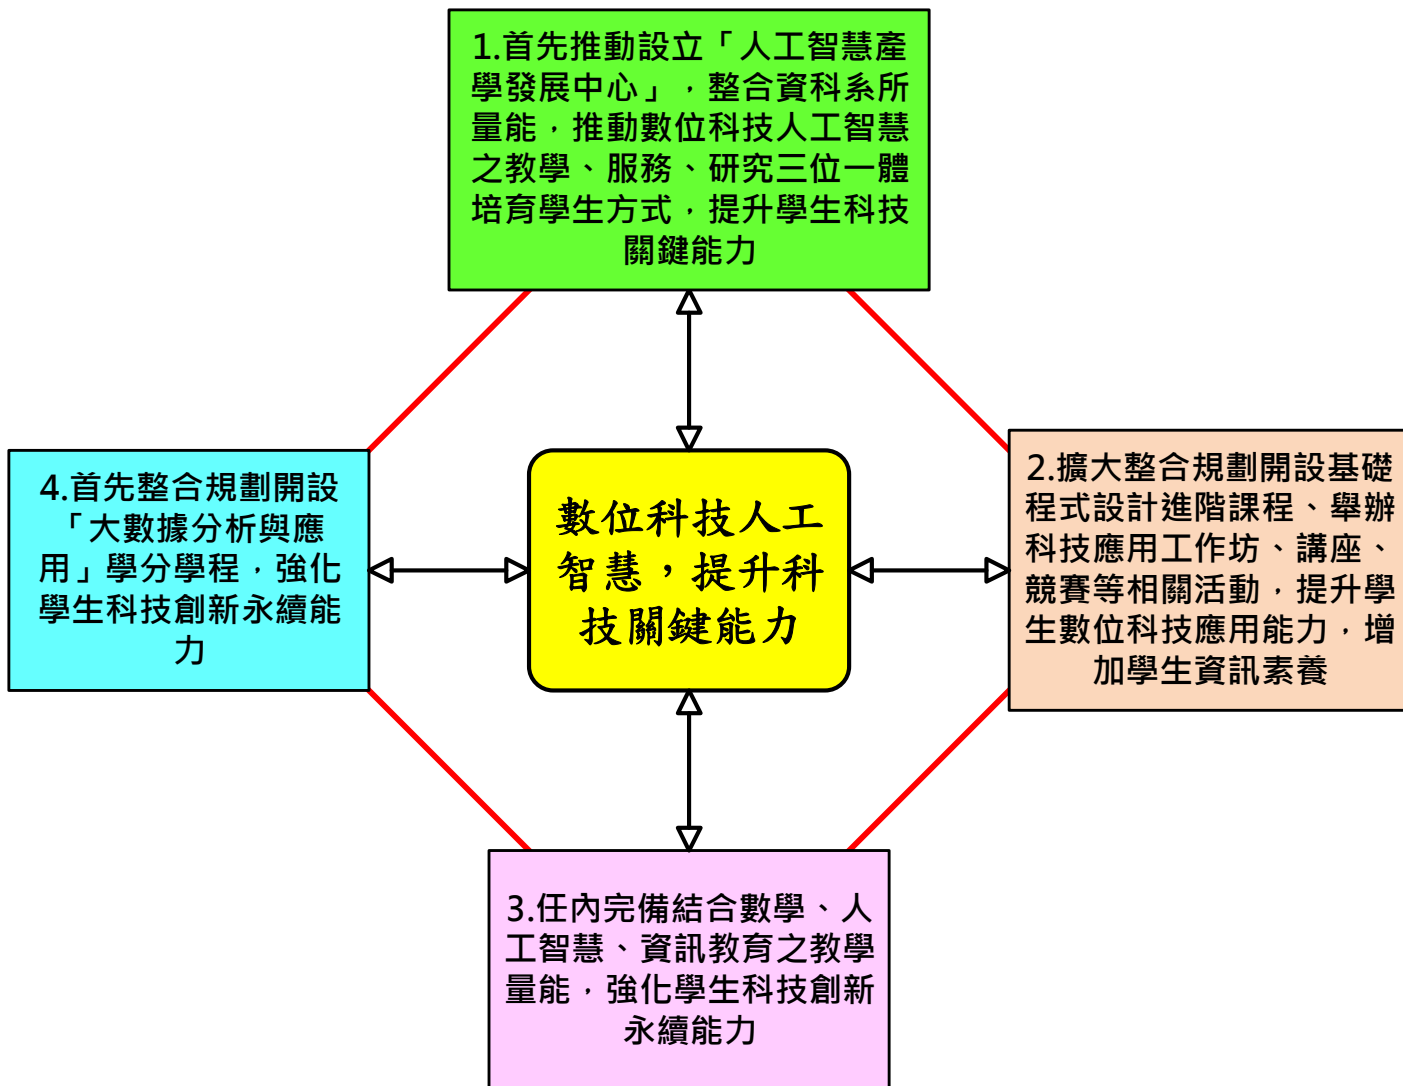 1.首先推動設立「人工智慧產
學發展中心」，整合資科系所
量能，推動數位科技人工智慧
之教學、服務、研究三位一體
培育學生方式，提升學生科技
關鍵能力
4.首先整合規劃開設
「大數據分析與應
用」學分學程，強化
學生科技創新永續能
力
數位科技人工
智慧，提升科
技關鍵能力
2.擴大整合規劃開設基礎
程式設計進階課程、舉辦
科技應用工作坊、講座、
競賽等相關活動，提升學
生數位科技應用能力，增
加學生資訊素養
3.任內完備結合數學、人
工智慧、資訊教育之教學
量能，強化學生科技創新
永續能力